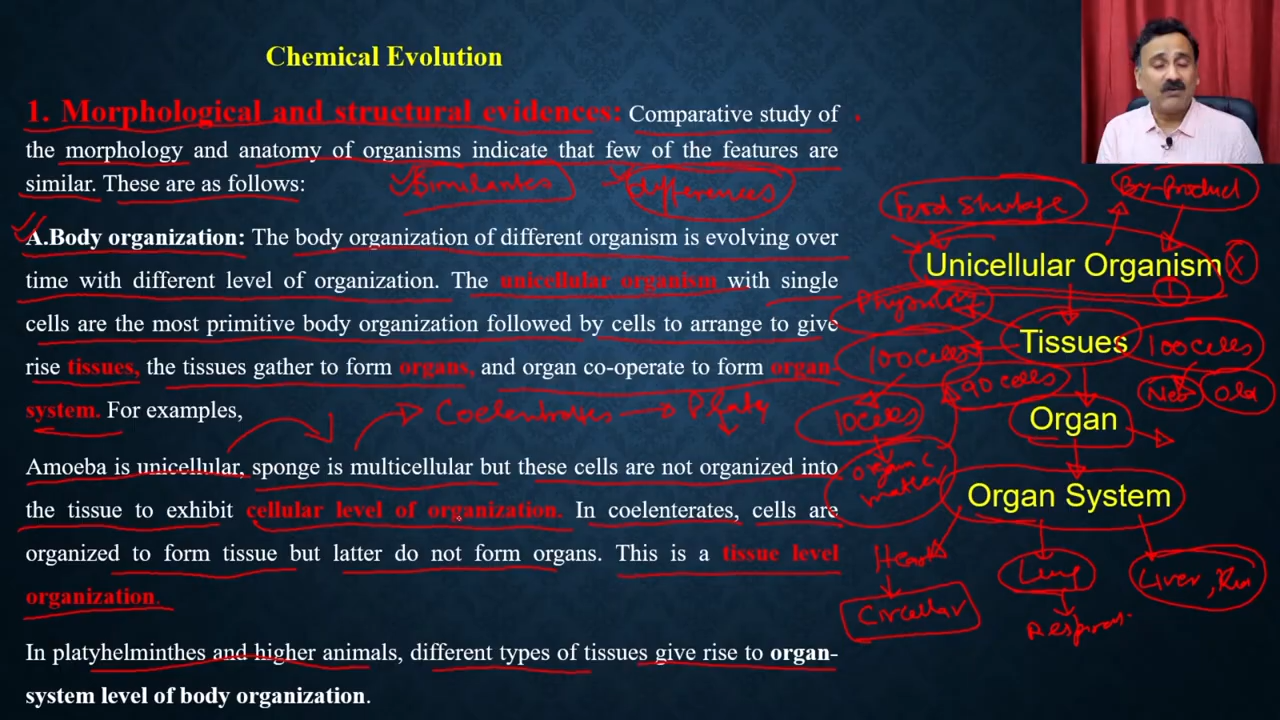 Chemical Evolution
1. Morphological and structural evidences: Comparative study of
the morphology and anatomy of organisms indicate that few of the features are
similar. These are as follows:
Similarities
differences
A.Body organization: The body organization of different organism is evolving over
time with different level of organization. The unicellular organism with single
cells are the most primitive body organization followed by cells to arrange to give
rise tissues, the tissues gather to form organs, and organ co-operate to form organ-
system. For examples,
Coelentrates
Platy
Amoeba is unicellular, sponge is multicellular but these cells are not organized into
the tissue to exhibit cellular level of organization. In coelenterates, cells are
organized to form tissue but latter do not form organs. This is a tissue level
organization.
In platyhelminthes and higher animals, different types of tissues give rise to organ-
system level of body organization.
Food Shortage
By-Product
Unicellular Organism X
1
Physiology
Tissues
100 cells
100 cells
90 cells
New
Old
10 cells
Organ
organic
matter
Organ System
Heart
Lung
Liver,
Circular